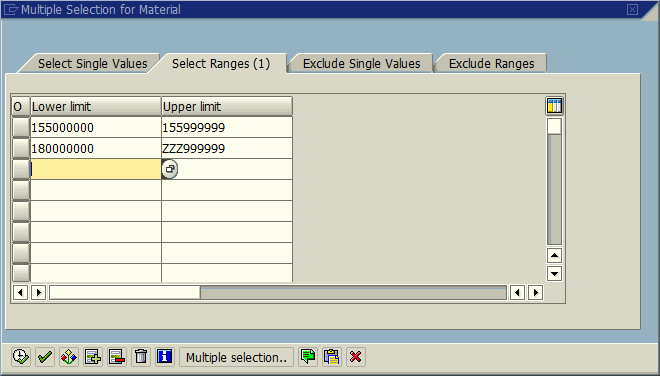 Multiple Selection for Material
Select Single Values
Select Ranges (1)
Exclude Single Values
Exclude Ranges
O Lower limit Upper limit
155000000 155999999
180000000 ZZZ999999
Multiple selection..